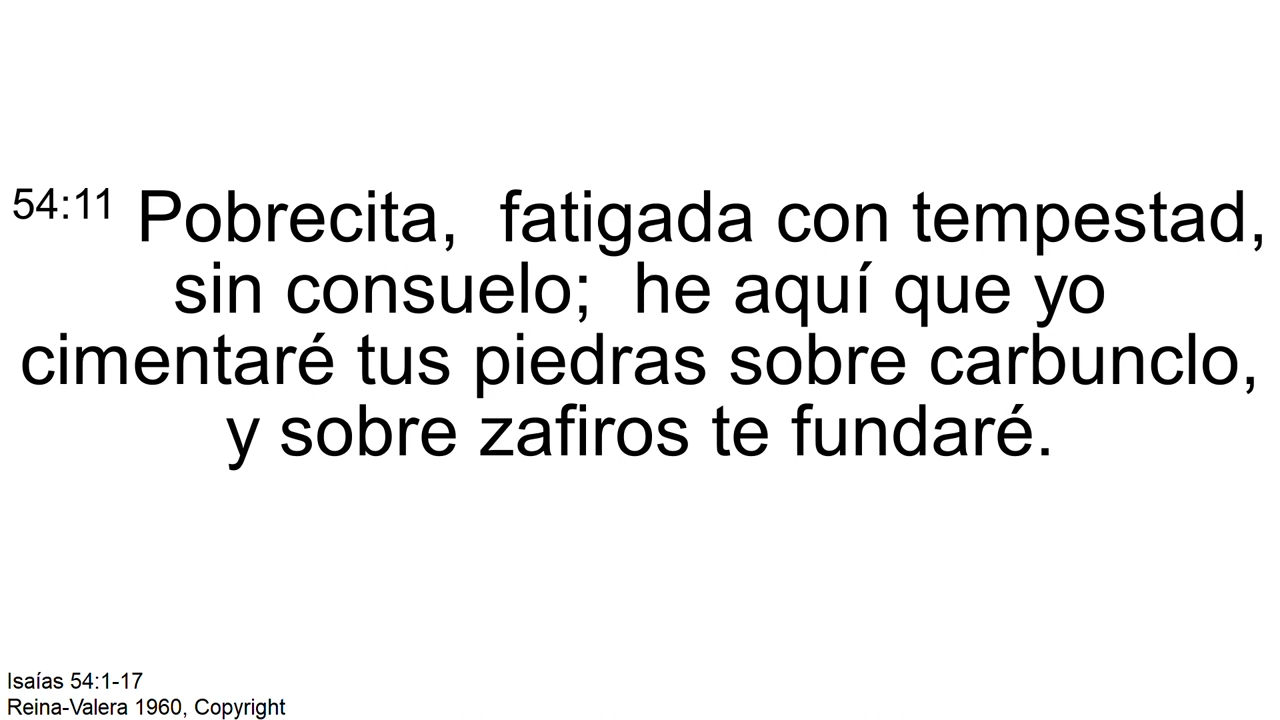 54:11 Pobrecita,  fatigada con tempestad,
sin consuelo;  he aquí que yo
cimentaré tus piedras sobre carbunclo,
y sobre zafiros te fundaré.
Isaías 54:1-17
Reina-Valera 1960, Copyright